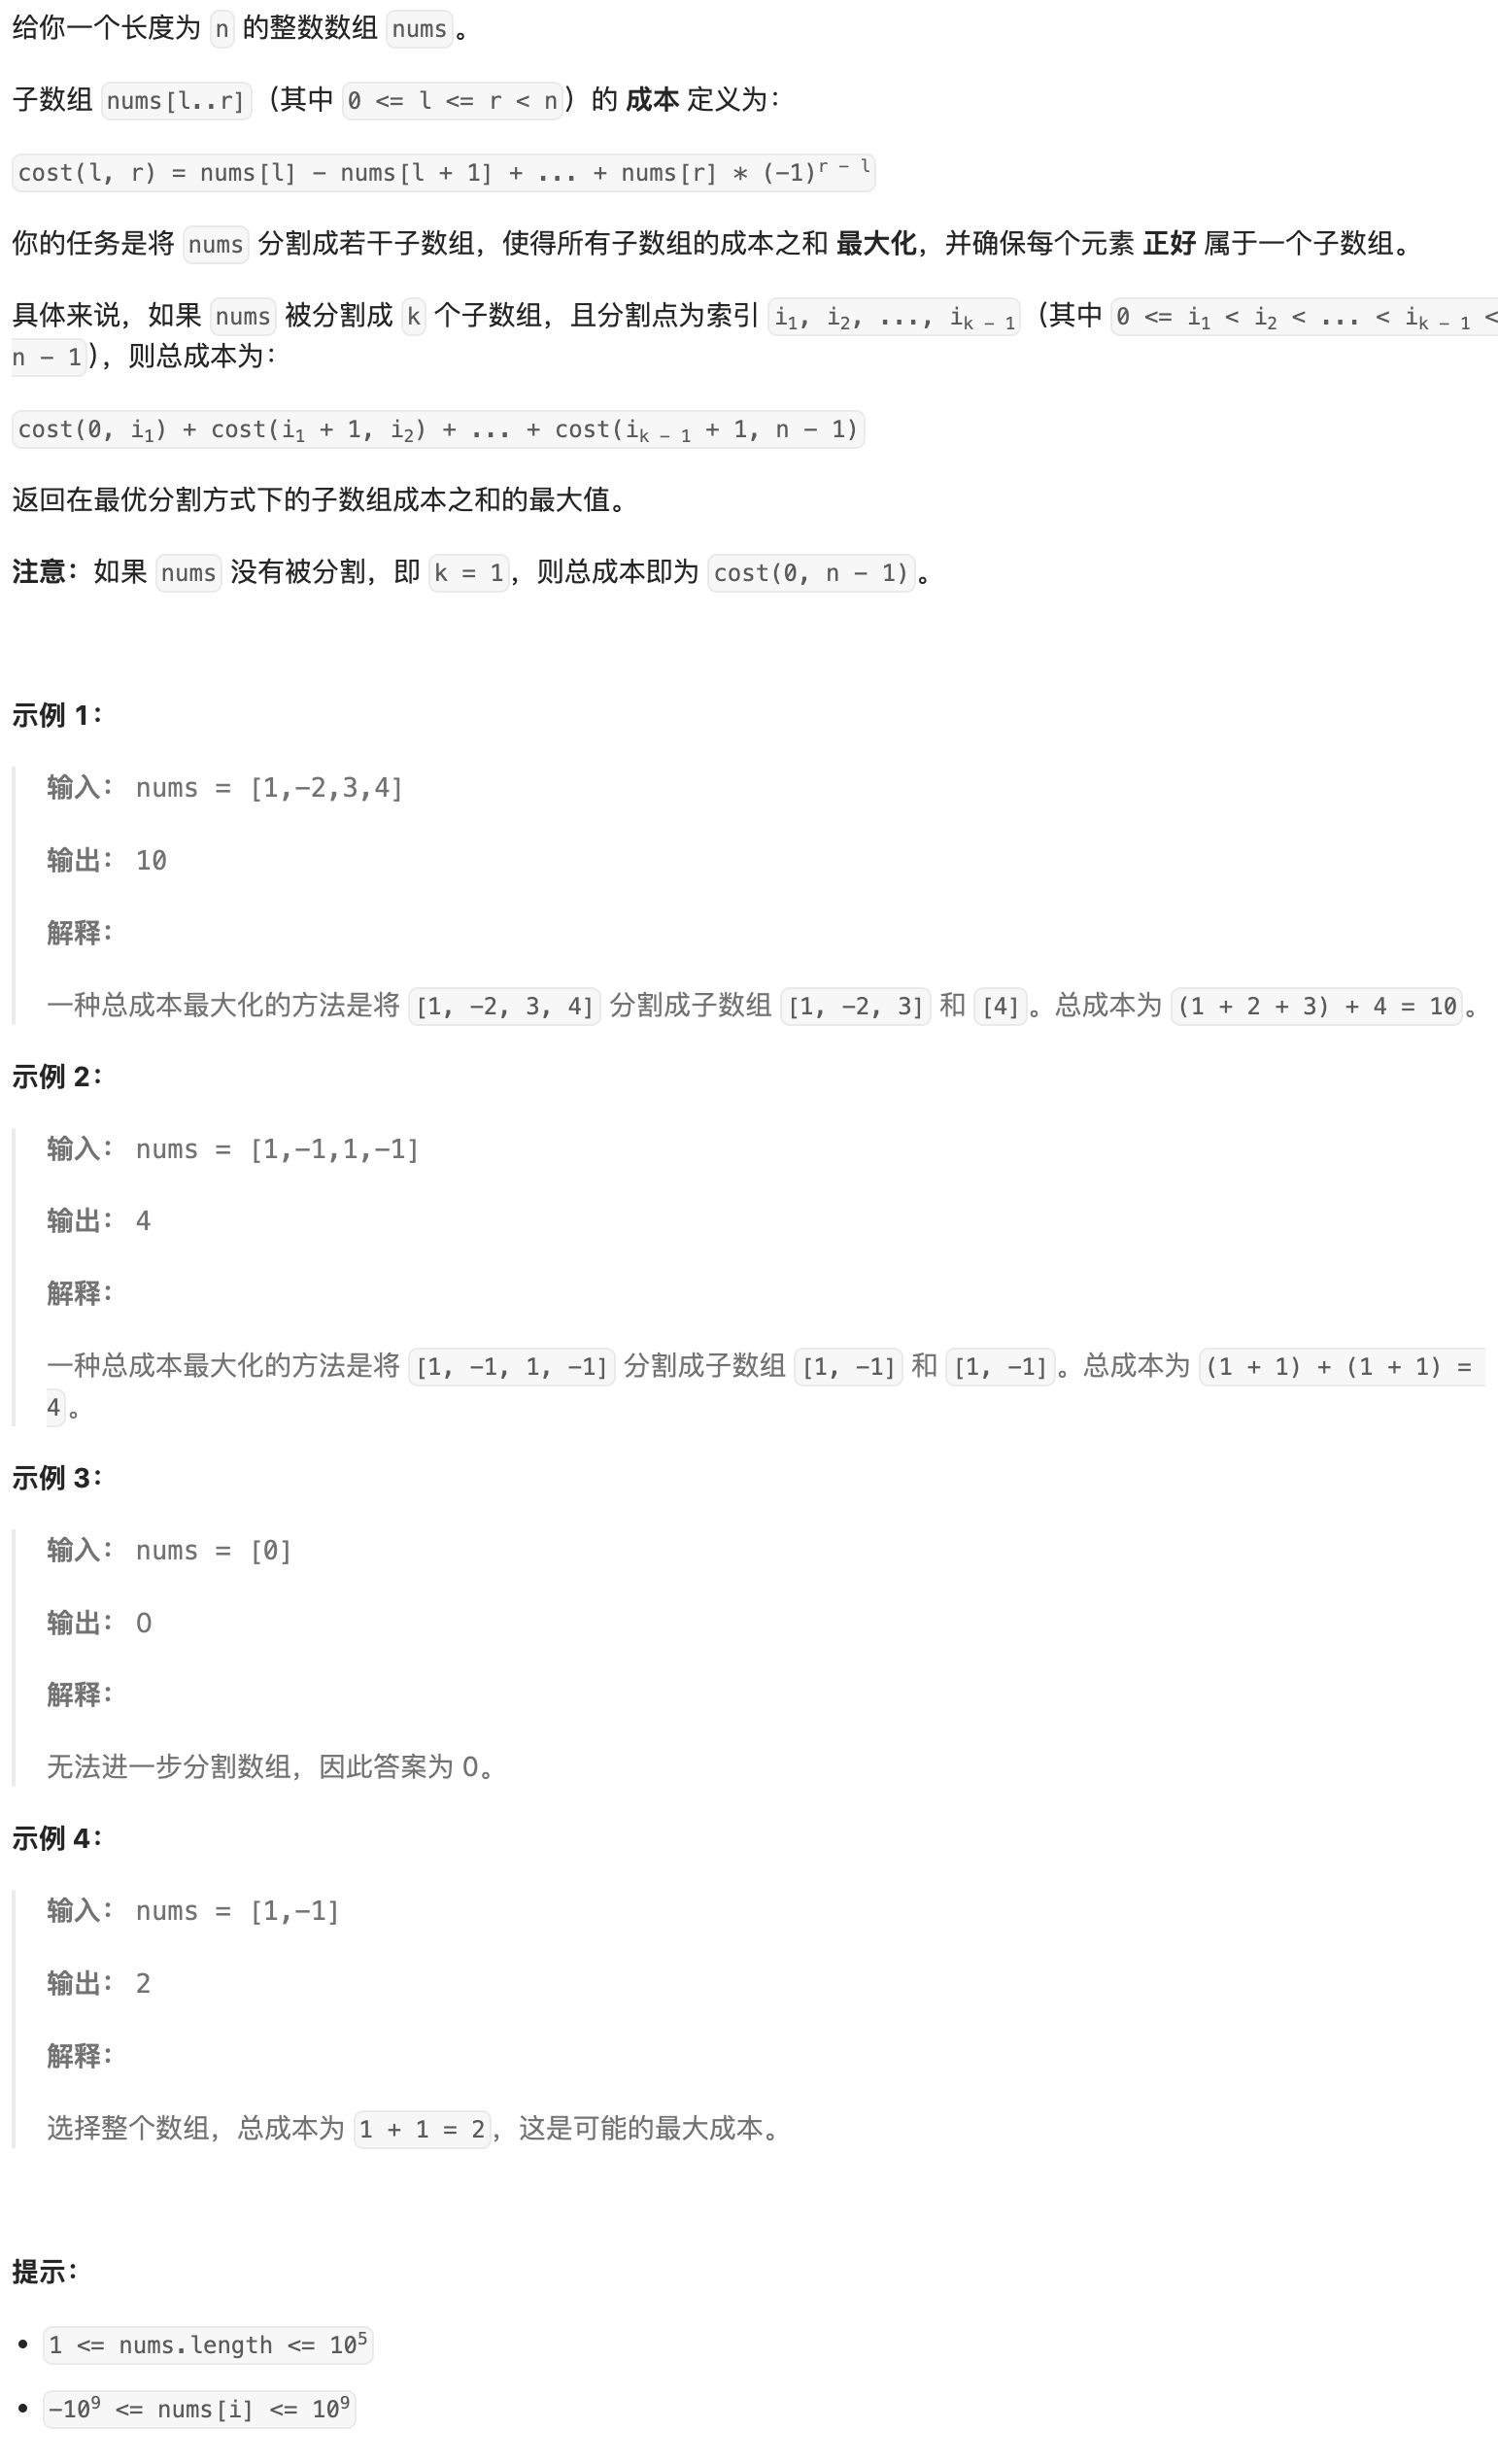 给你一个长度为 n 的整数数组 nums 。
子数组 nums[l..r]（其中 0 <= l <= r < n）的 成本 定义为：
cost(l, r) = nums[l] - nums[l + 1] + ... + nums[r] * (−1)^{r − l}
你的任务是将 nums 分割成若干子数组，使得所有子数组的成本之和 最大化，并确保每个元素 正好 属于一个子数组。
具体来说，如果 nums 被分割成 k 个子数组，且分割点为索引 i₁, i₂, ..., i_{k − 1}（其中 0 <= i₁ < i₂ < ... < i_{k − 1} <
n − 1），则总成本为：
cost(0, i₁) + cost(i₁ + 1, i₂) + ... + cost(i_{k − 1} + 1, n − 1)
返回在最优分割方式下的子数组成本之和的最大值。
注意：如果 nums 没有被分割，即 k = 1，则总成本即为 cost(0, n − 1)。
示例 1：
输入： nums = [1,-2,3,4]
输出： 10
解释：
一种总成本最大化的方法是将 [1, -2, 3, 4] 分割成子数组 [1, -2, 3] 和 [4]。总成本为 (1 + 2 + 3) + 4 = 10。
示例 2：
输入： nums = [1,-1,1,-1]
输出： 4
解释：
一种总成本最大化的方法是将 [1, -1, 1, -1] 分割成子数组 [1, -1] 和 [1, -1]。总成本为 (1 + 1) + (1 + 1) =
4。
示例 3：
输入： nums = [0]
输出： 0
解释：
无法进一步分割数组，因此答案为 0。
示例 4：
输入： nums = [1,-1]
输出： 2
解释：
选择整个数组，总成本为 1 + 1 = 2，这是可能的最大成本。
提示：
• 1 <= nums.length <= 10⁵
• -10⁹ <= nums[i] <= 10⁹